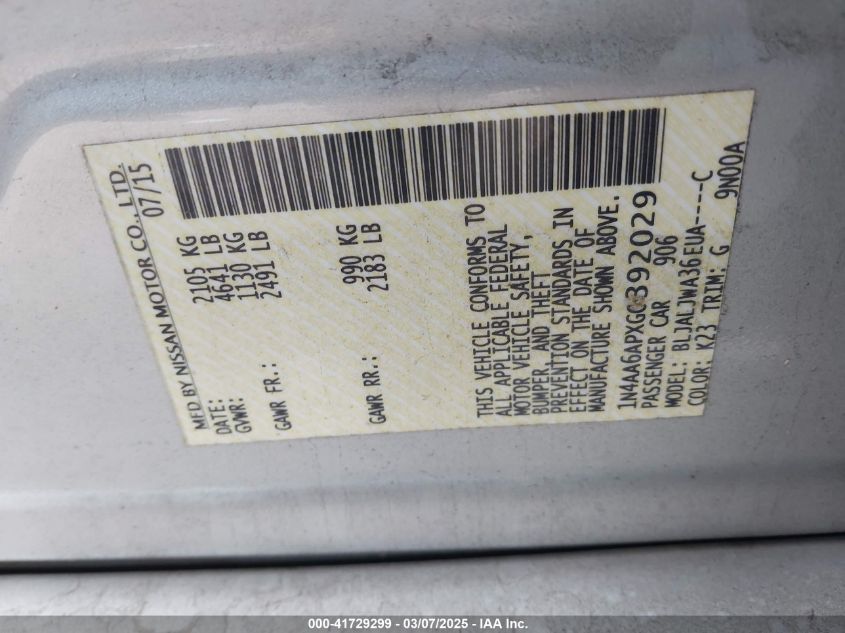 MFD BY NISSAN MOTOR CO., LTD.
DATE: 07/15
GVWR: 2105 KG
4641 LB
GAWR FR.: 1130 KG
2491 LB
GAWR RR.: 990 KG
2183 LB
THIS VEHICLE CONFORMS TO
ALL APPLICABLE FEDERAL
MOTOR VEHICLE SAFETY,
BUMPER, AND THEFT
PREVENTION STANDARDS IN
EFFECT ON THE DATE OF
MANUFACTURE SHOWN ABOVE.
1N4AA6APXGC392029
PASSENGER CAR 906
MODEL: BLJALJWA36EUA-----C
COLOR: K23 TRIM: G 9N00A
000-41729299 | 03/07/2025 | IAA Inc.